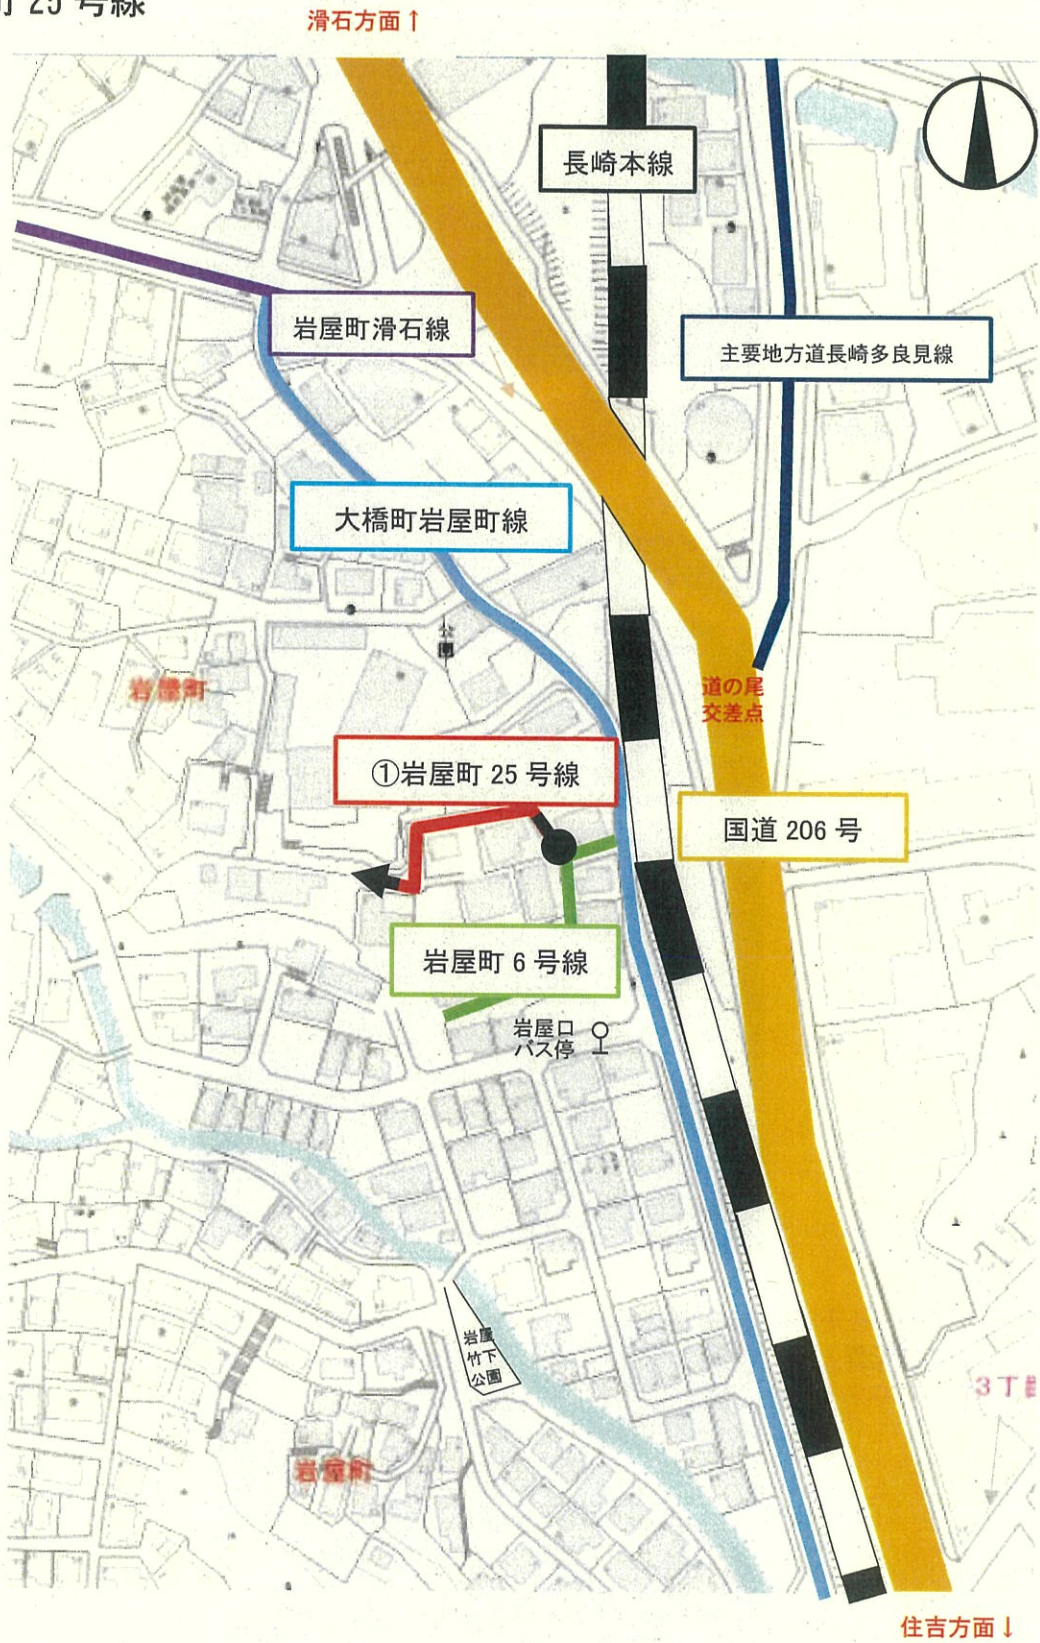 町 25 号線
滑石方面↑
長崎本線
岩屋町滑石線
主要地方道長崎多良見線
大橋町岩屋町線
公園
岩屋町
道の尾
交差点
①岩屋町 25 号線
国道 206 号
岩屋町 6 号線
岩屋口
バス停
岩屋
竹下
公園
3丁
岩屋町
住吉方面↓